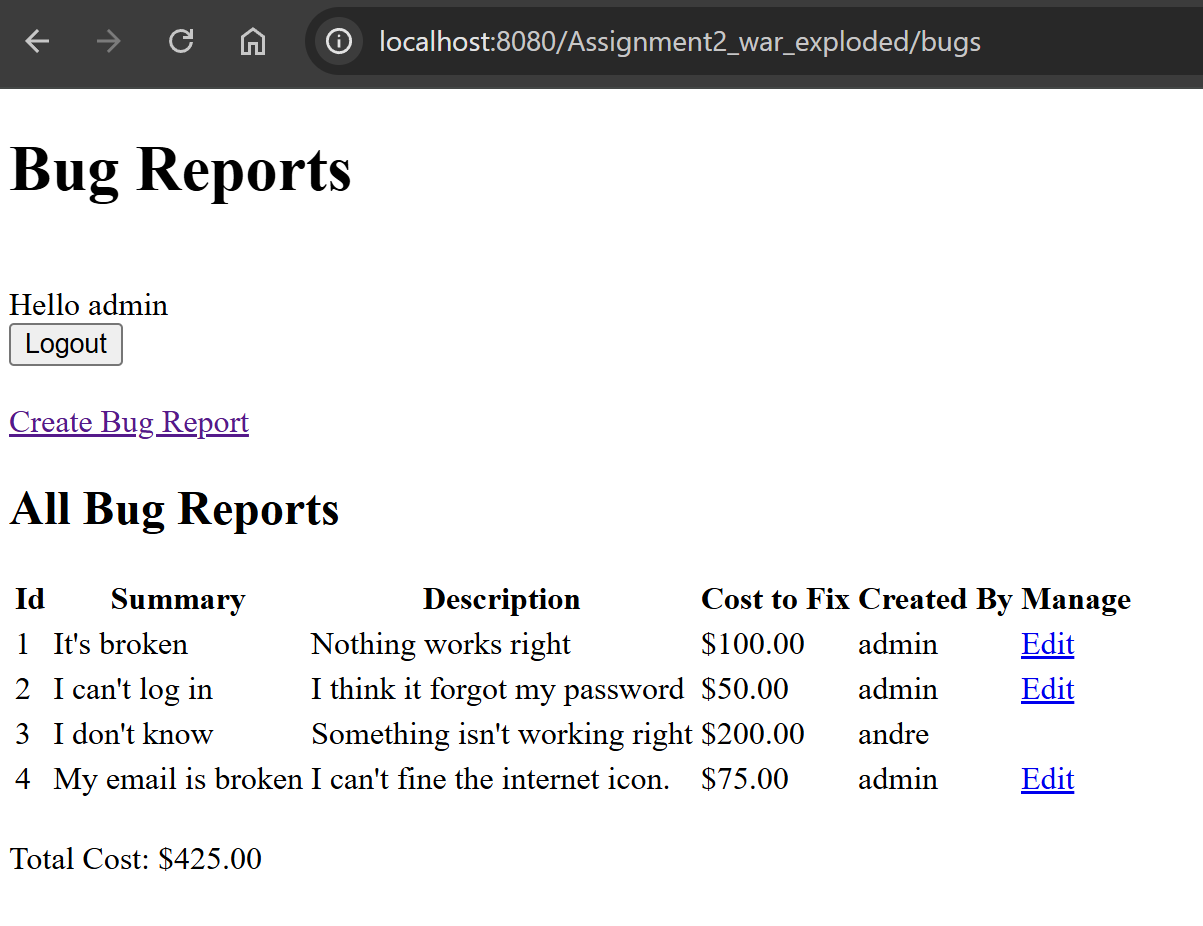 localhost:8080/Assignment2_war_exploded/bugs
Bug Reports
Hello admin
Logout
Create Bug Report
All Bug Reports
Id Summary Description Cost to Fix Created By Manage
1 It's broken Nothing works right $100.00 admin Edit
2 I can't log in I think it forgot my password $50.00 admin Edit
3 I don't know Something isn't working right $200.00 andre
4 My email is broken I can't fine the internet icon. $75.00 admin Edit
Total Cost: $425.00